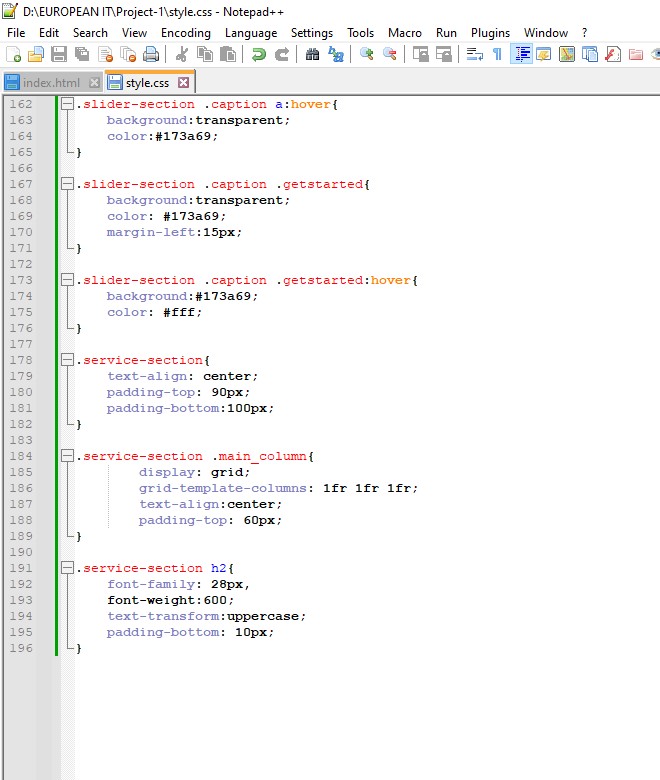 D:\EUROPEAN IT\Project-1\style.css - Notepad++
File Edit Search View Encoding Language Settings Tools Macro Run Plugins Window ?
index.html style.css
162 .slider-section .caption a:hover{
163 background:transparent;
164 color:#173a69;
165 }
166
167 .slider-section .caption .getstarted{
168 background:transparent;
169 color: #173a69;
170 margin-left:15px;
171 }
172
173 .slider-section .caption .getstarted:hover{
174 background:#173a69;
175 color: #fff;
176 }
177
178 .service-section{
179 text-align: center;
180 padding-top: 90px;
181 padding-bottom:100px;
182 }
183
184 .service-section .main_column{
185 display: grid;
186 grid-template-columns: 1fr 1fr 1fr;
187 text-align:center;
188 padding-top: 60px;
189 }
190
191 .service-section h2{
192 font-family: 28px,
193 font-weight:600;
194 text-transform:uppercase;
195 padding-bottom: 10px;
196 }